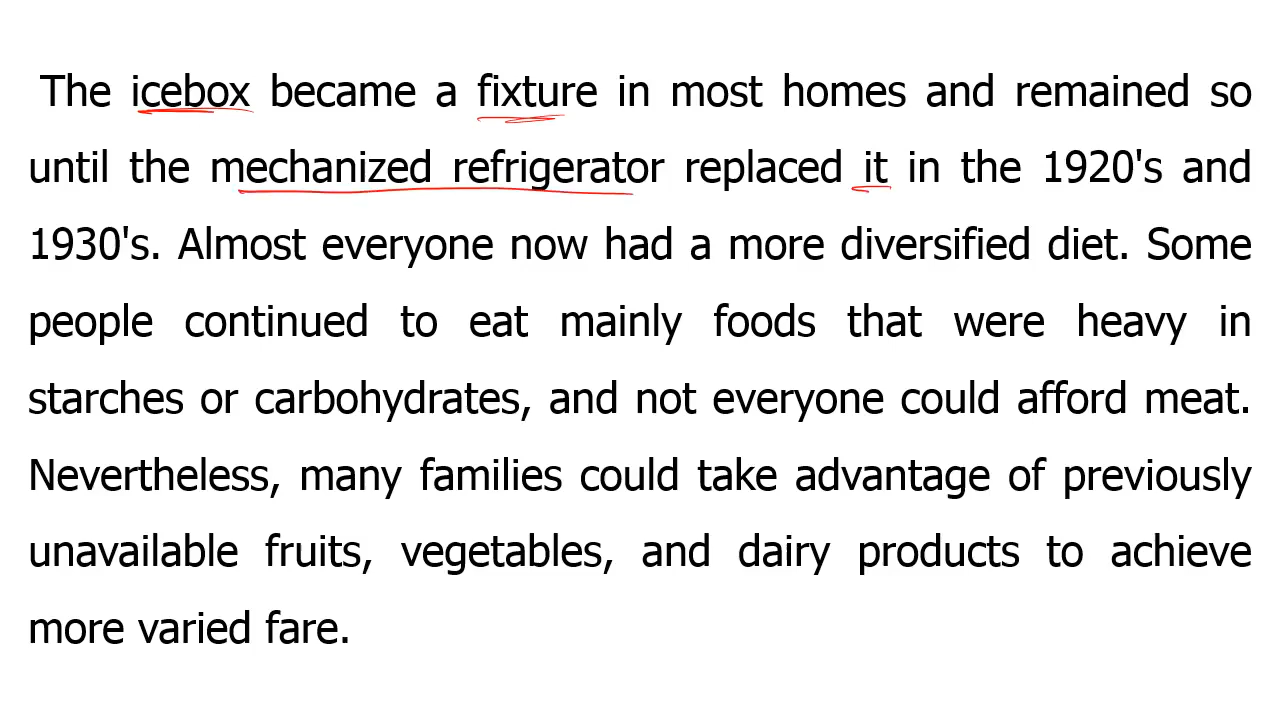 The icebox became a fixture in most homes and remained so
until the mechanized refrigerator replaced it in the 1920's and
1930's. Almost everyone now had a more diversified diet. Some
people continued to eat mainly foods that were heavy in
starches or carbohydrates, and not everyone could afford meat.
Nevertheless, many families could take advantage of previously
unavailable fruits, vegetables, and dairy products to achieve
more varied fare.